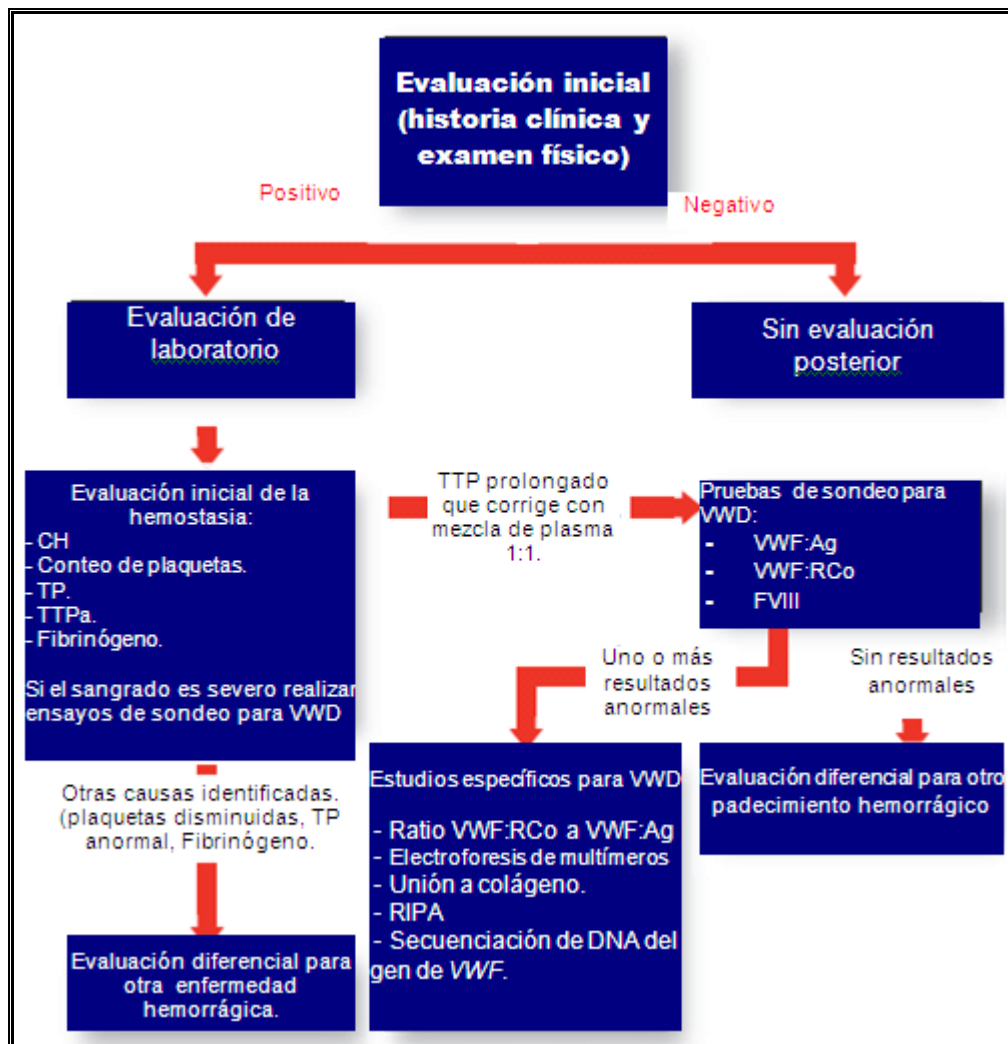 Evaluación inicial
(historia clínica y
examen físico)
Positivo
Negativo
Evaluación de
laboratorio
Sin evaluación
posterior
Evaluación inicial de la
hemostasia:
- CH
- Conteo de plaquetas.
- TP.
- TTPa.
- Fibrinógeno.
Si el sangrado es severo realizar
ensayos de sondeo para VWD
TTP prolongado
que corrige con
mezcla de plasma
1:1.
Pruebas de sondeo para
VWD:
- VWF:Ag
- VWF:RCo
- FVIII
Uno o más
resultados
anormales
Sin resultados
anormales
Otras causas identificadas.
(plaquetas disminuidas, TP
anormal, Fibrinógeno.
Estudios específicos para VWD
- Ratio VWF:RCo a VWF:Ag
- Electroforesis de multímeros
- Unión a colágeno.
- RIPA
- Secuenciación de DNA del
gen de VWF.
Evaluación diferencial para otro
padecimiento hemorrágico
Evaluación diferencial para
otra enfermedad
hemorrágica.